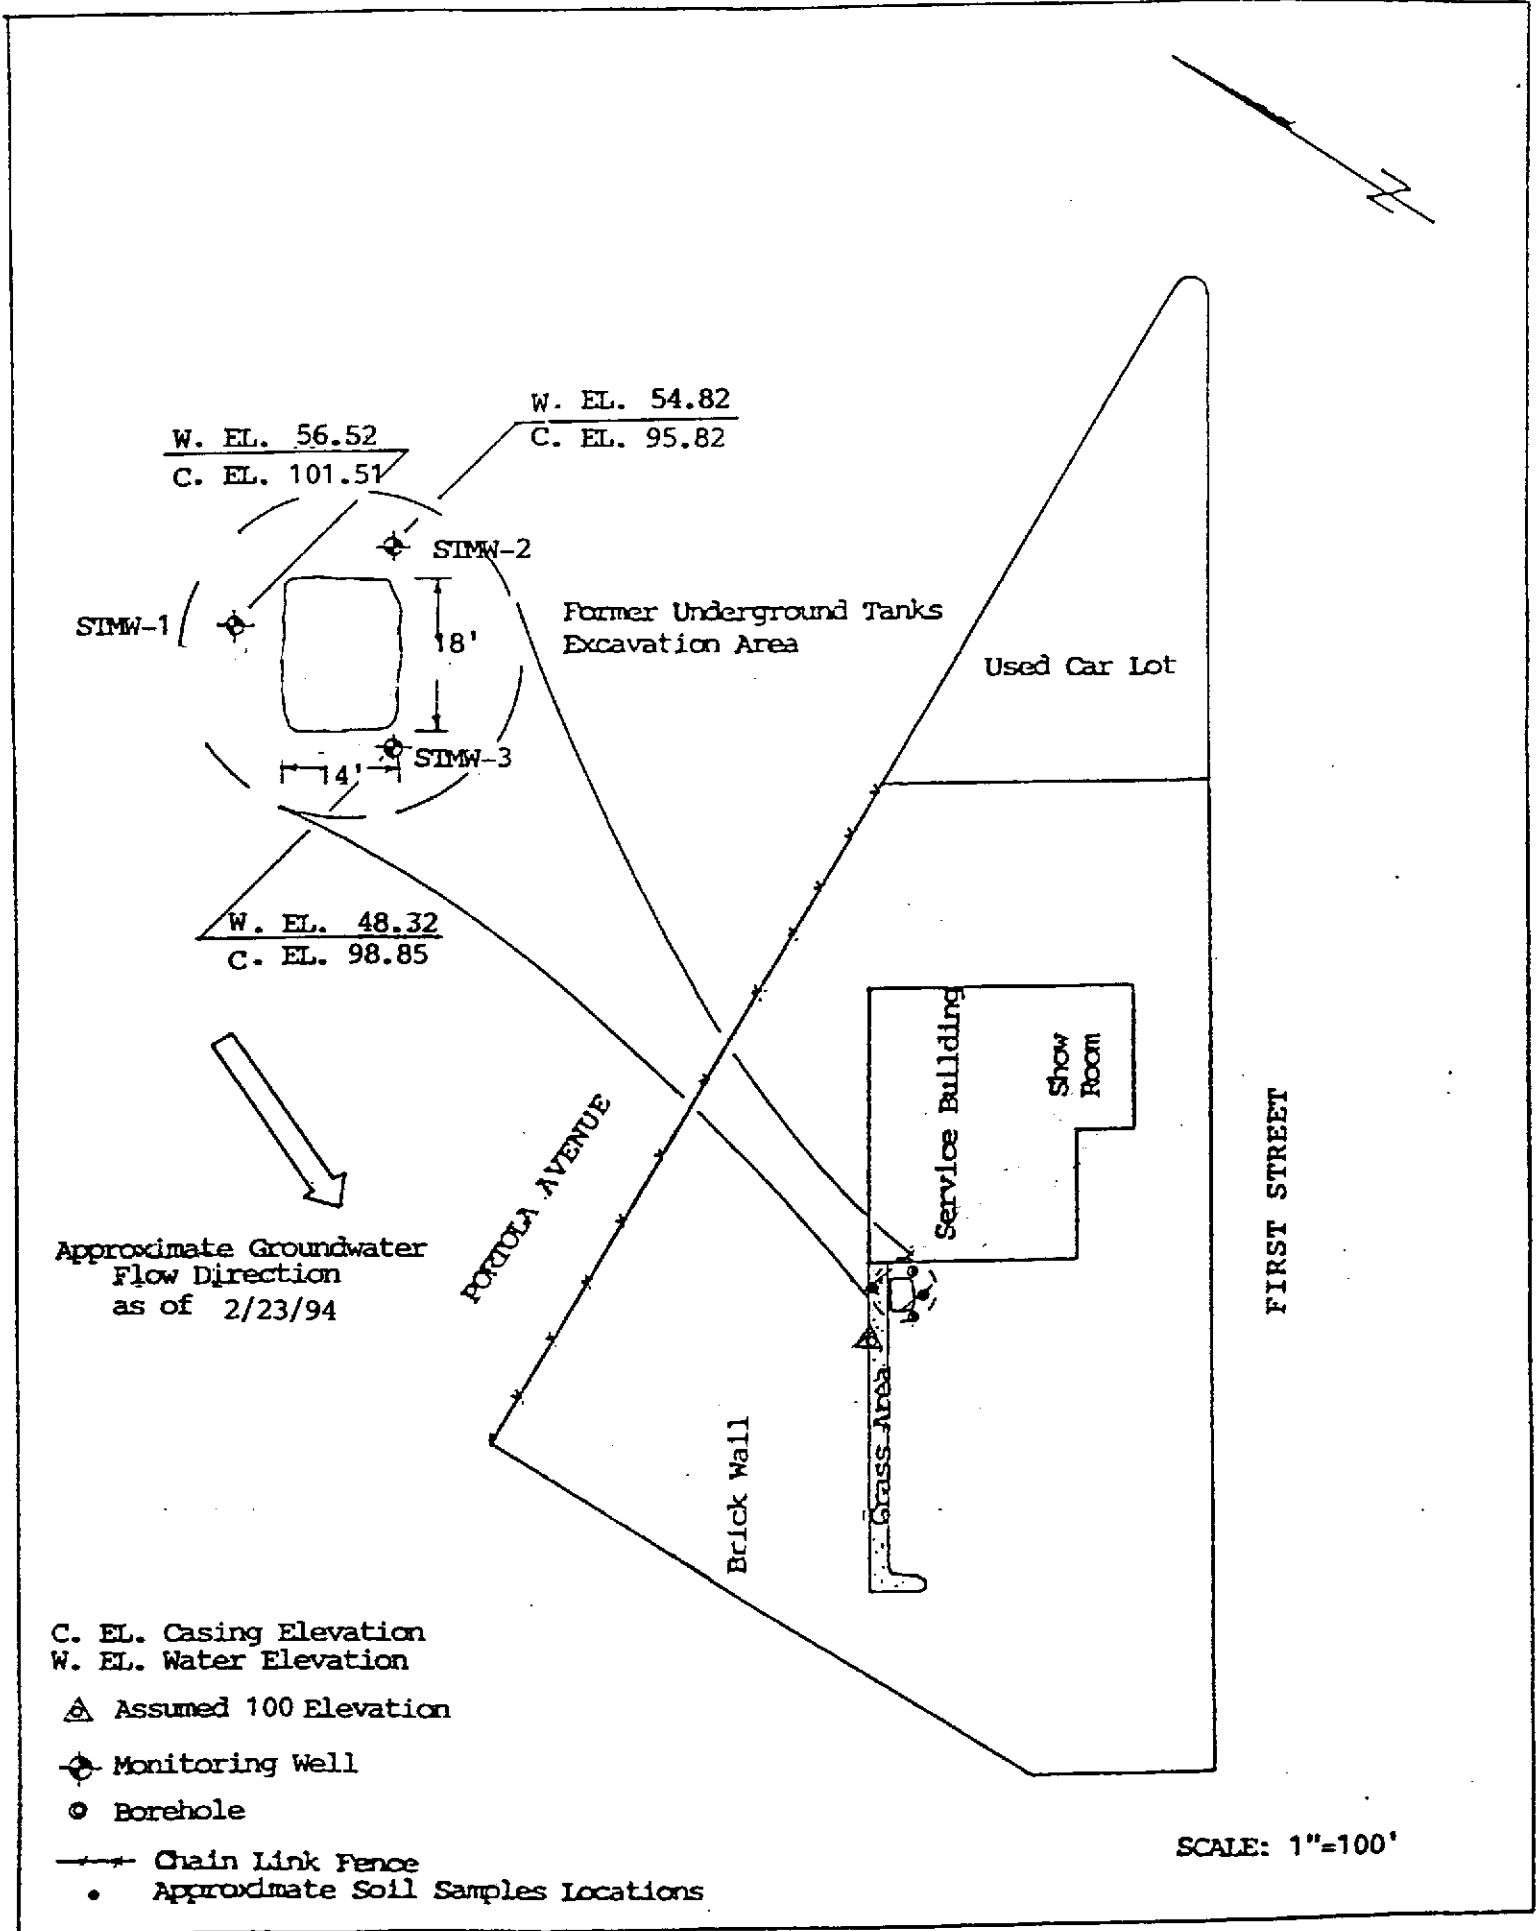 N
W. EL. 54.82
C. EL. 95.82
W. EL. 56.52
C. EL. 101.51
STMW-2
STMW-1
18'
Former Underground Tanks
Excavation Area
Used Car Lot
STMW-3
14'
W. EL. 48.32
C. EL. 98.85
Service Buillding
Show
Room
PORTOLA AVENUE
FIRST STREET
Approximate Groundwater
Flow Direction
as of 2/23/94
Grass Area
Brick Wall
C. EL. Casing Elevation
W. EL. Water Elevation
Assumed 100 Elevation
Monitoring Well
Borehole
Chain Link Fence
Approximate Soil Samples Locations
SCALE: 1"=100'